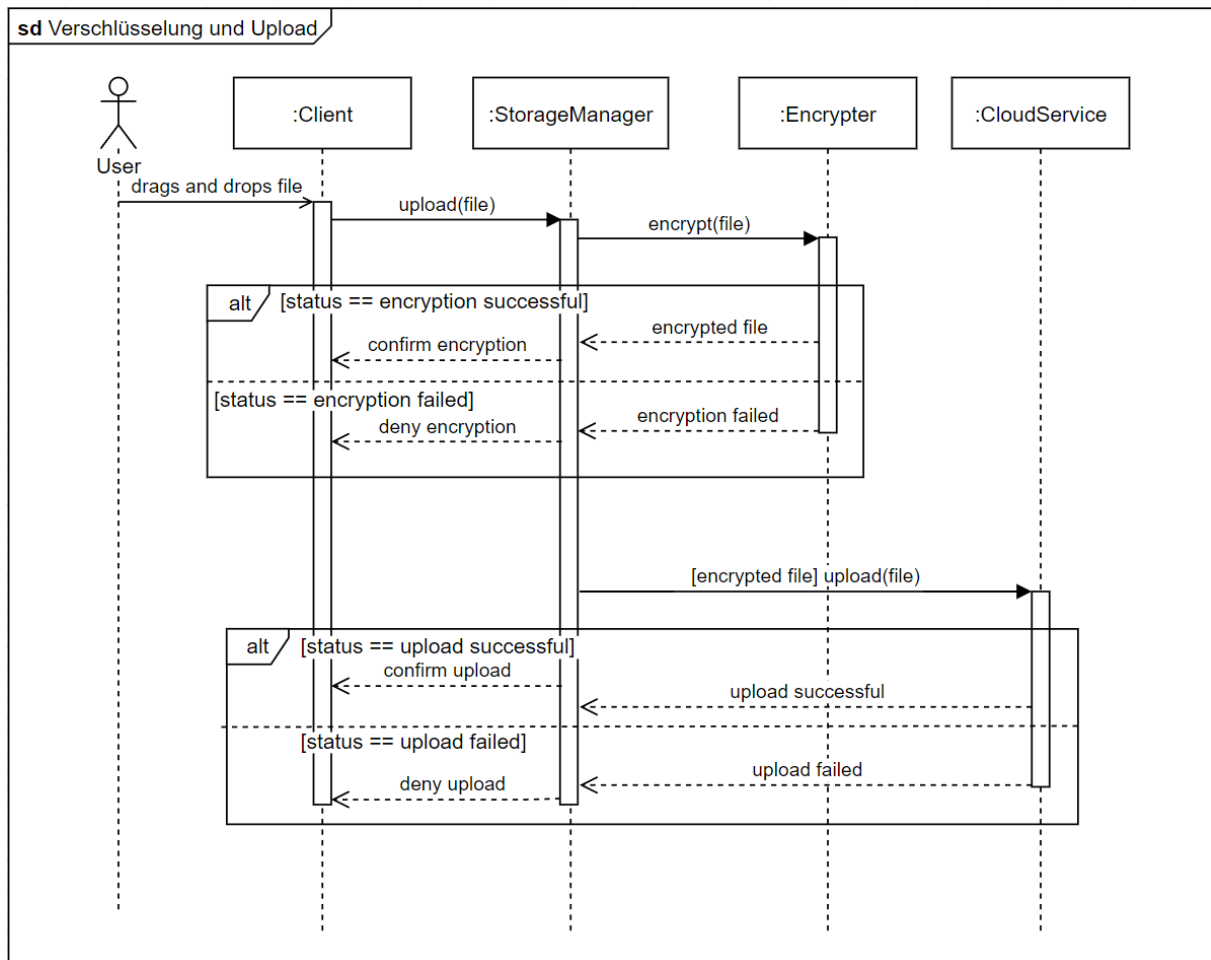 sd Verschlüsselung und Upload
User
:Client
:StorageManager
:Encrypter
:CloudService
drags and drops file
upload(file)
encrypt(file)
alt
[status == encryption successful]
encrypted file
confirm encryption
[status == encryption failed]
encryption failed
deny encryption
[encrypted file] upload(file)
alt
[status == upload successful]
confirm upload
upload successful
[status == upload failed]
upload failed
deny upload